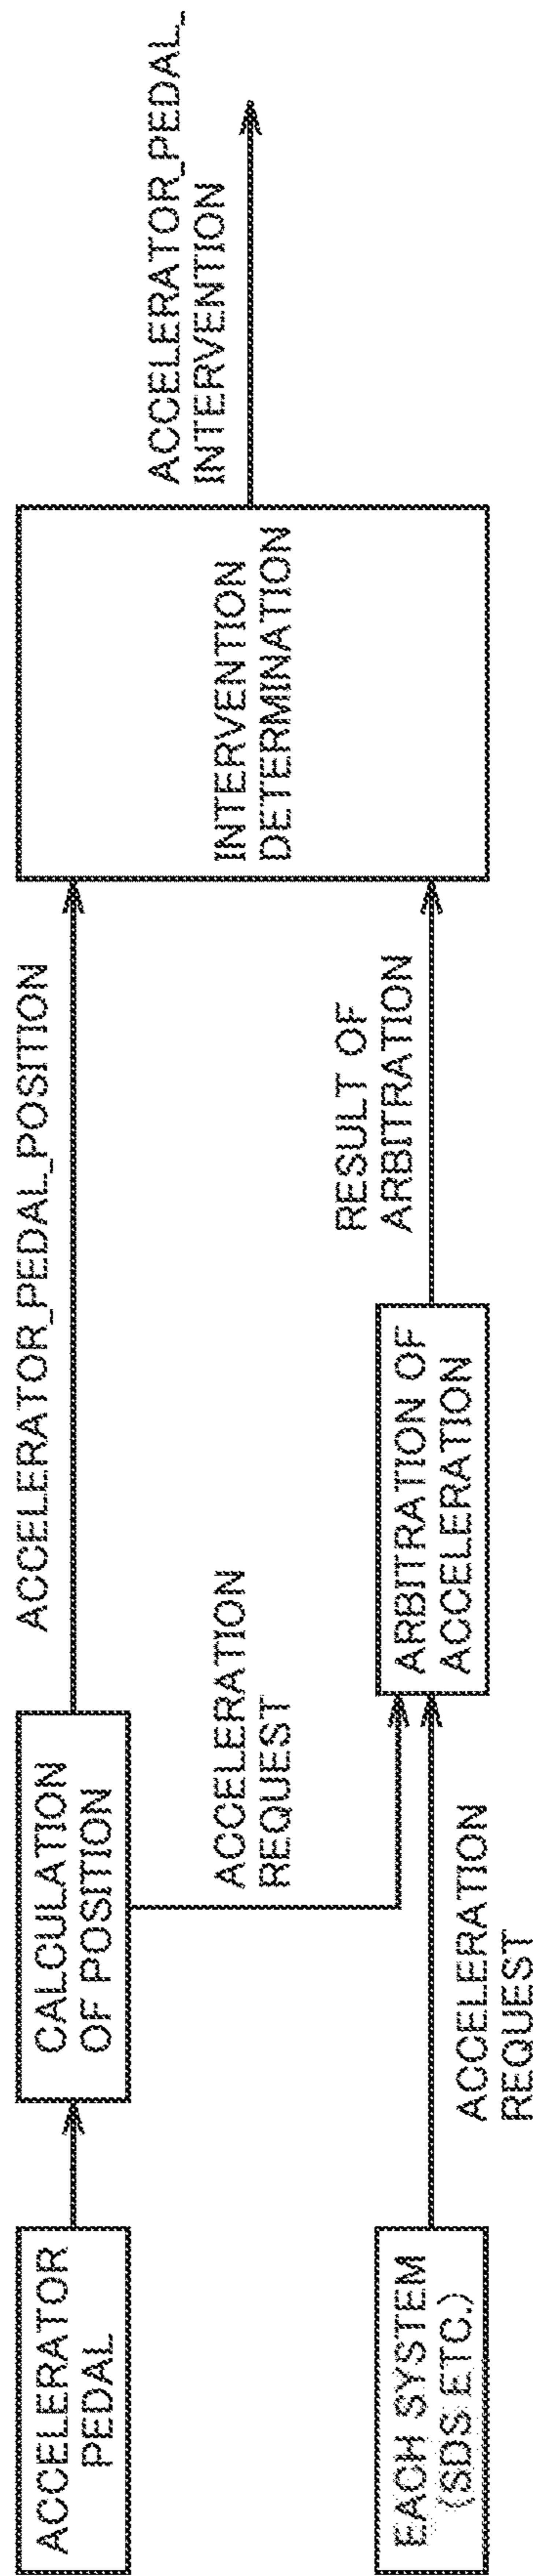 ACCELERATOR
PEDAL
CALCULATION
OF POSITION
ACCELERATOR_PEDAL_POSITION
ACCELERATION
REQUEST
EACH SYSTEM
(SDS ETC.)
ACCELERATION
REQUEST
ARBITRATION OF
ACCELERATION
RESULT OF
ARBITRATION
INTERVENTION
DETERMINATION
ACCELERATOR_PEDAL_
INTERVENTION